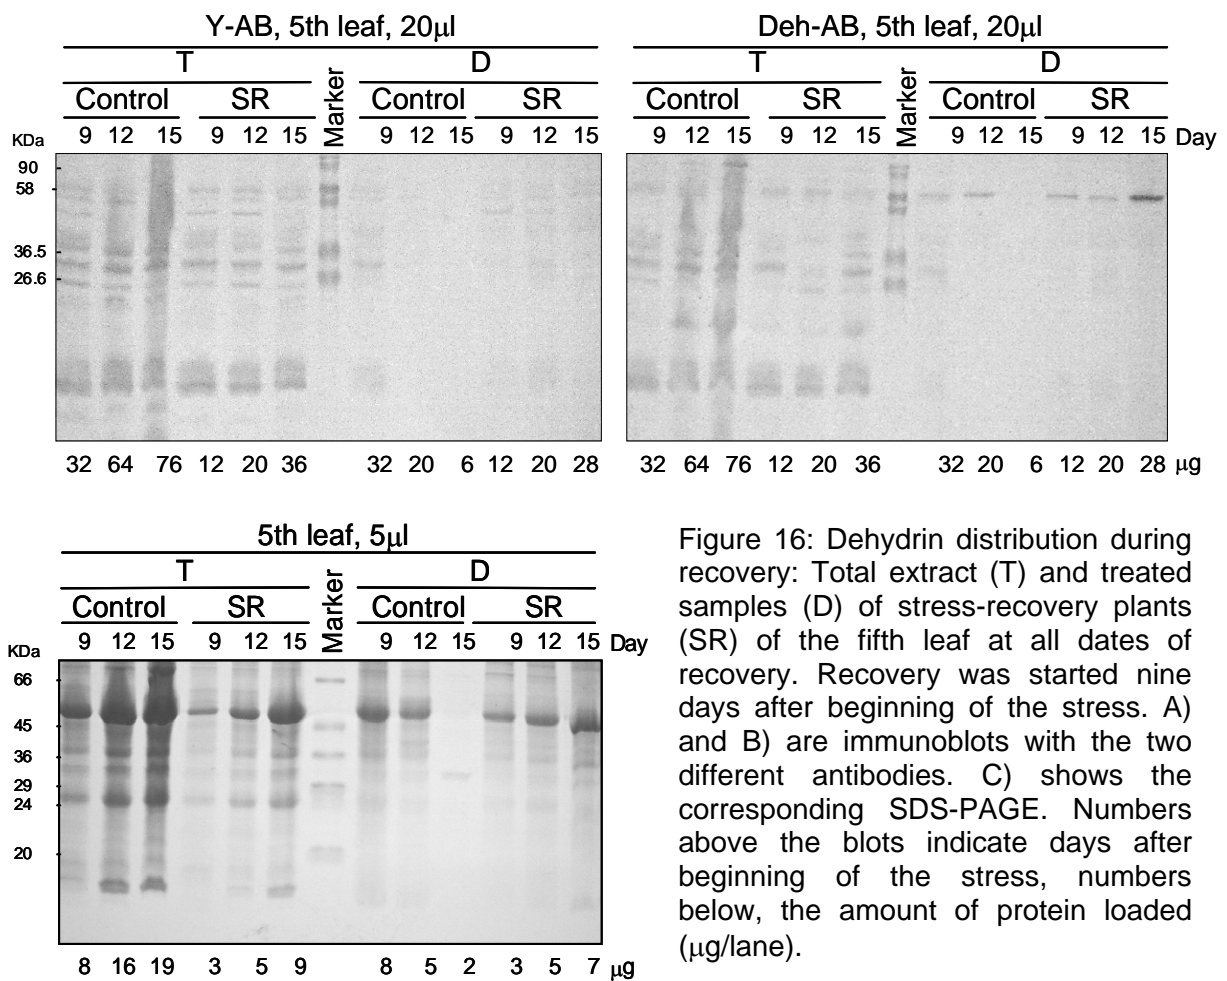 Y-AB, 5th leaf, 20µl
T D
Control SR Marker Control SR
KDa 9 12 15 9 12 15 9 12 15 9 12 15
90
58
36.5
26.6
32 64 76 12 20 36 32 20 6 12 20 28
Deh-AB, 5th leaf, 20µl
T D
Control SR Marker Control SR
9 12 15 9 12 15 9 12 15 9 12 15 Day
32 64 76 12 20 36 32 20 6 12 20 28 µg
5th leaf, 5µl
T D
Control SR Marker Control SR
KDa 9 12 15 9 12 15 9 12 15 9 12 15 Day
66
45
36
29
24
20
8 16 19 3 5 9 8 5 2 3 5 7 µg
Figure 16: Dehydrin distribution during
recovery: Total extract (T) and treated
samples (D) of stress-recovery plants
(SR) of the fifth leaf at all dates of
recovery. Recovery was started nine
days after beginning of the stress. A)
and B) are immunoblots with the two
different antibodies. C) shows the
corresponding SDS-PAGE. Numbers
above the blots indicate days after
beginning of the stress, numbers
below, the amount of protein loaded
(µg/lane).